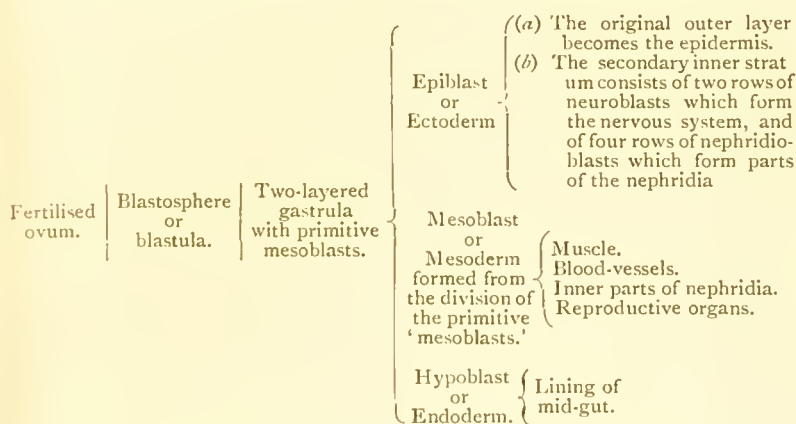 Fertilised
ovum.
Blastosphere
or
blastula.
Two-layered
gastrula
with primitive
mesoblasts.
Epiblast
or
Ectoderm
(a) The original outer layer
becomes the epidermis.
(b) The secondary inner strat
um consists of two rows of
neuroblasts which form
the nervous system, and
of four rows of nephridio-
blasts which form parts
of the nephridia
Mesoblast
or
Mesoderm
formed from
the division of
the primitive
‘mesoblasts.’
Muscle.
Blood-vessels.
Inner parts of nephridia.
Reproductive organs.
Hypoblast
or
Endoderm.
Lining of
mid-gut.